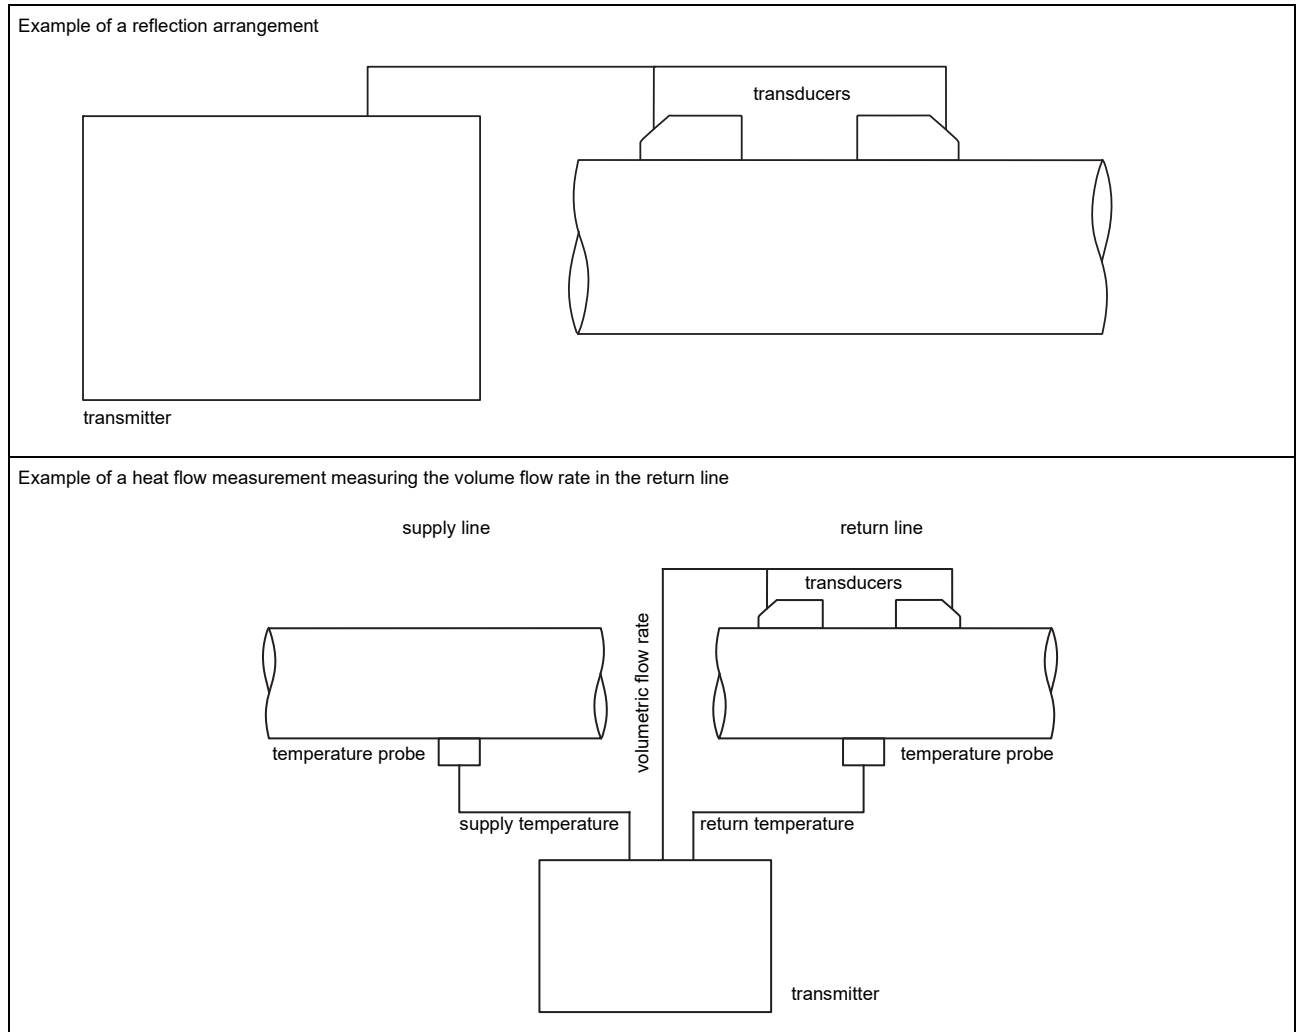 Example of a reflection arrangement
transducers
transmitter
Example of a heat flow measurement measuring the volume flow rate in the return line
supply line
return line
transducers
volumetric flow rate
temperature probe
temperature probe
supply temperature
return temperature
transmitter